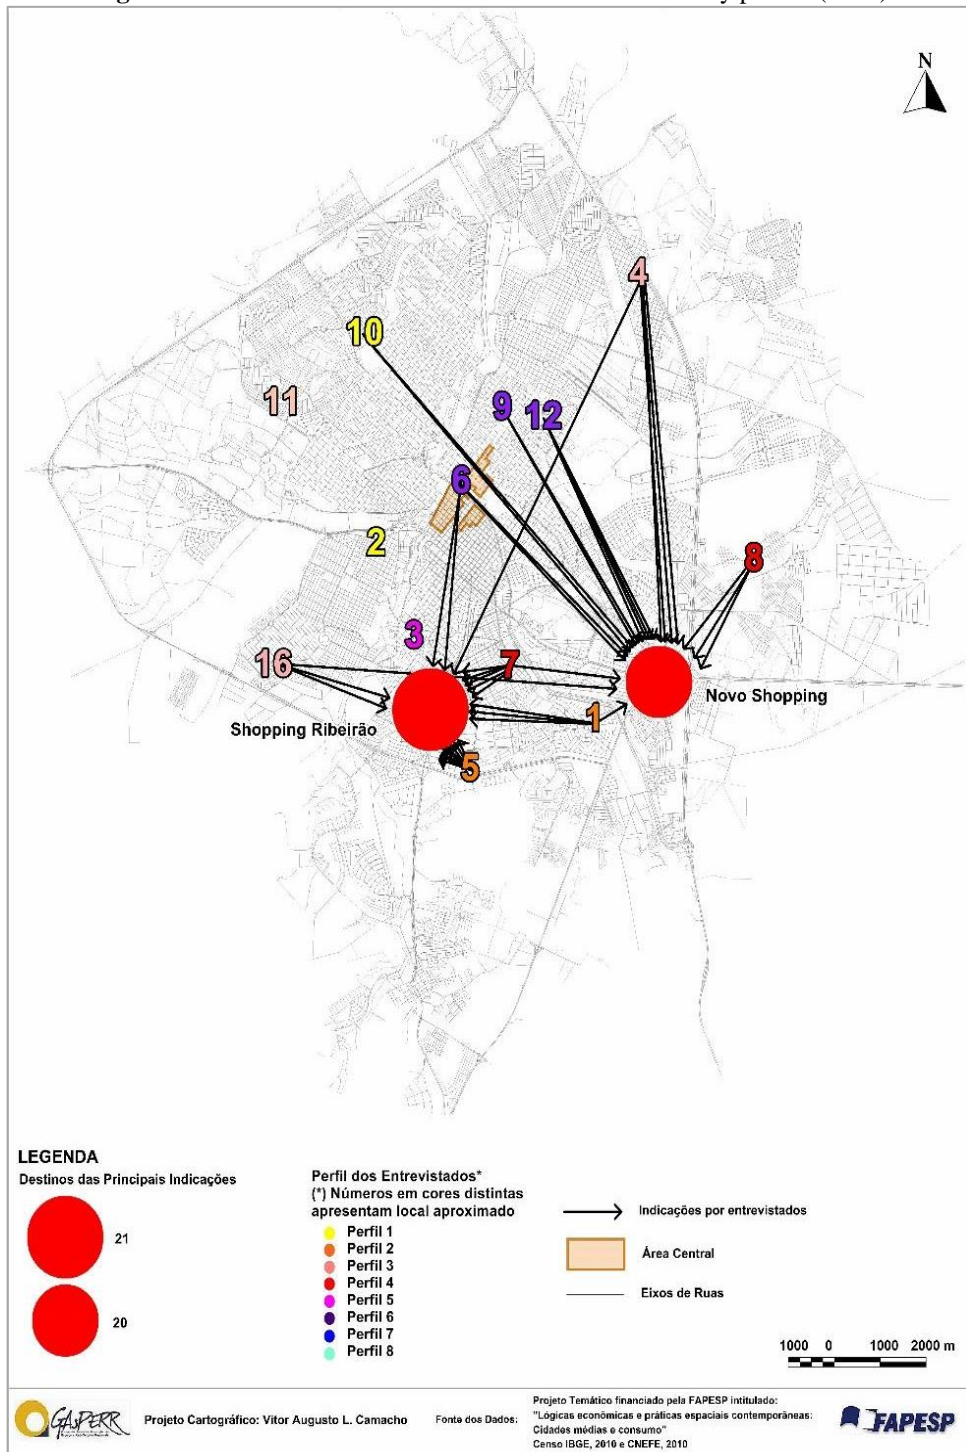 N
4
10
11
9
12
6
2
8
3
16
7
Novo Shopping
1
Shopping Ribeirão
5
LEGENDA
Destinos das Principais Indicações
21
20
Perfil dos Entrevistados*
(*) Números em cores distintas
apresentam local aproximado
Perfil 1
Perfil 2
Perfil 3
Perfil 4
Perfil 5
Perfil 6
Perfil 7
Perfil 8
Indicações por entrevistados
Área Central
Eixos de Ruas
1000 0 1000 2000 m
GAsPERR
Projeto Cartográfico: Vitor Augusto L. Camacho
Fonte dos Dados:
Projeto Temático financiado pela FAPESP intitulado:
"Lógicas econômicas e práticas espaciais contemporâneas:
Cidades médias e consumo"
Censo IBGE, 2010 e CNEFE, 2010
FAPESP